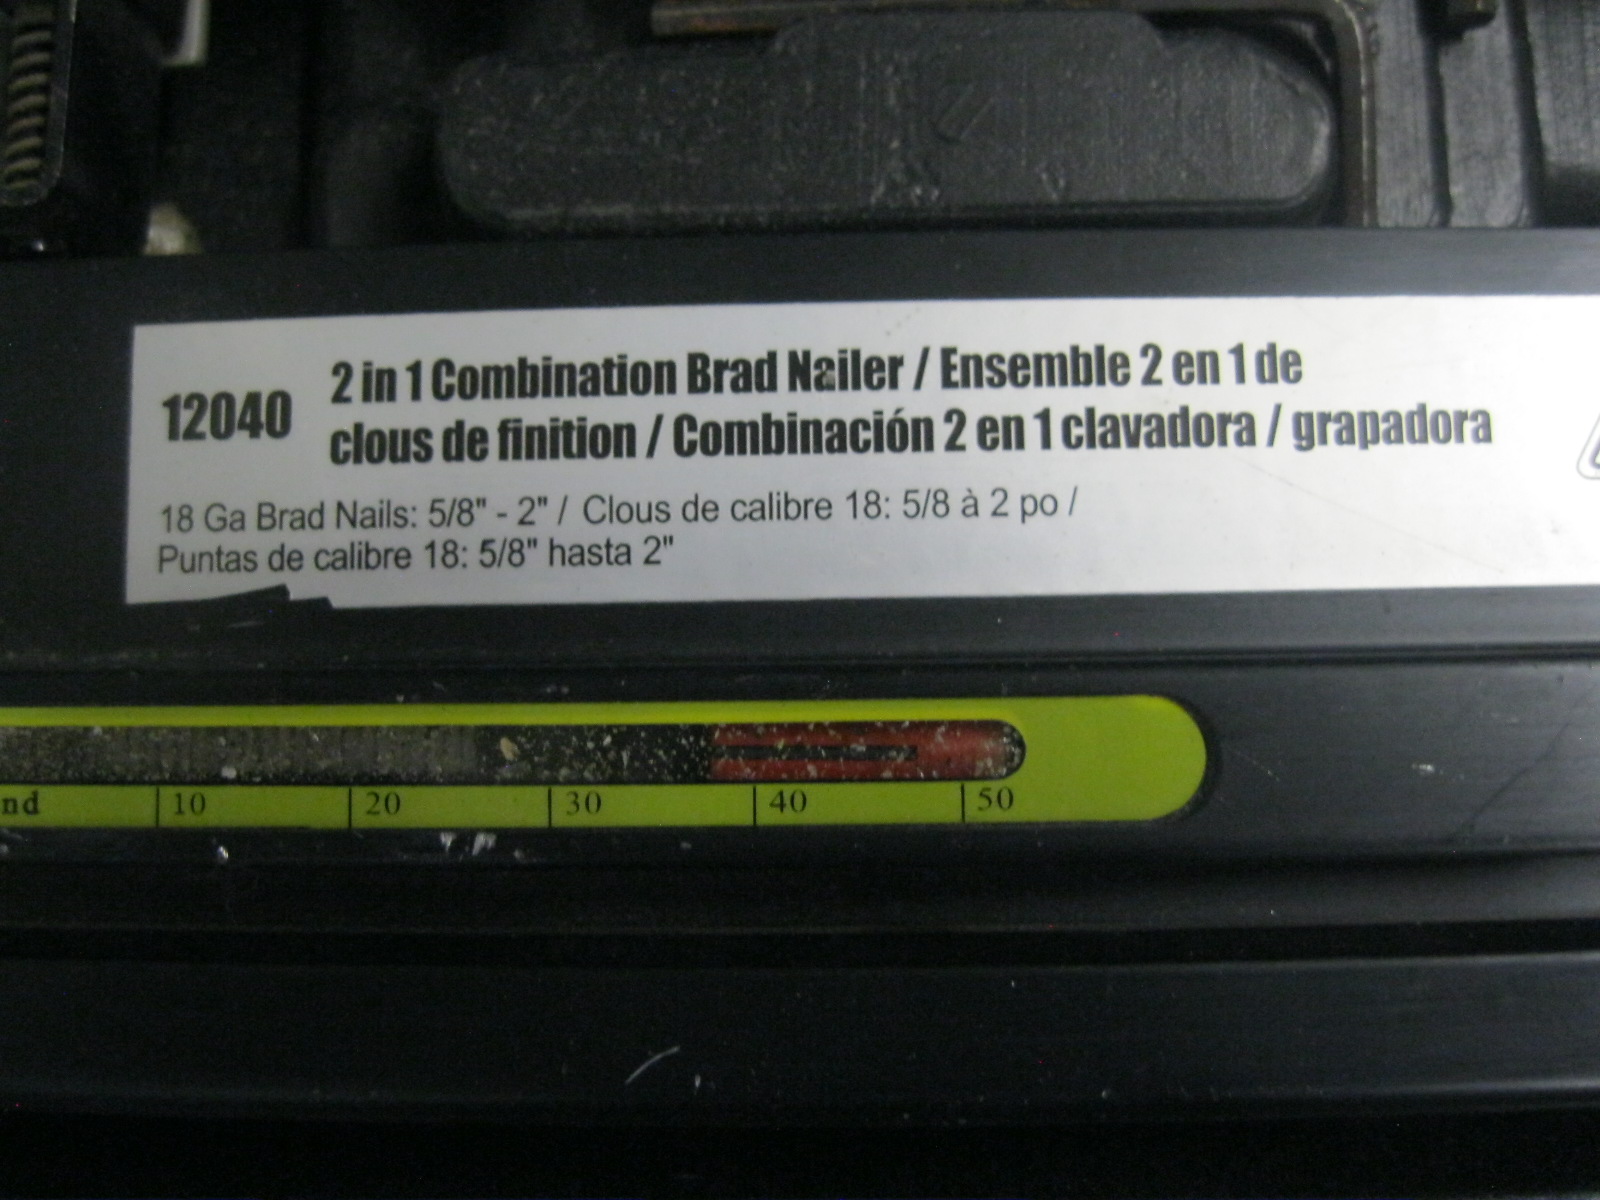 12040
2 in 1 Combination Brad Nailer / Ensemble 2 en 1 de
clous de finition / Combinación 2 en 1 clavadora / grapadora
18 Ga Brad Nails: 5/8" - 2" / Clous de calibre 18: 5/8 à 2 po /
Puntas de calibre 18: 5/8" hasta 2"
nd 10 20 30 40 50